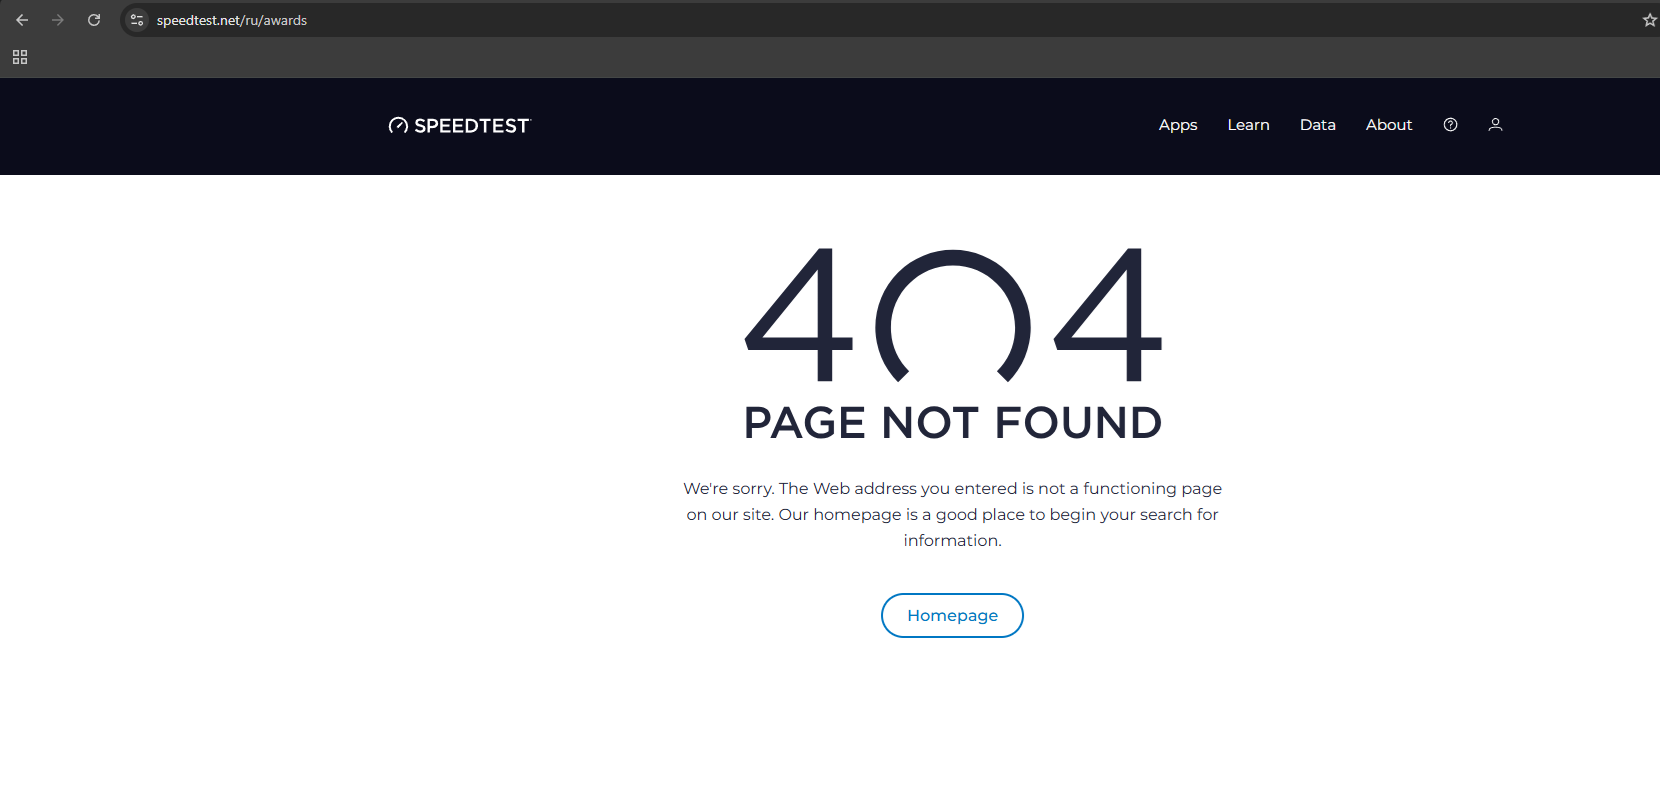 speedtest.net/ru/awards
SPEEDTEST
Apps Learn Data About
404
PAGE NOT FOUND
We're sorry. The Web address you entered is not a functioning page
on our site. Our homepage is a good place to begin your search for
information.
Homepage